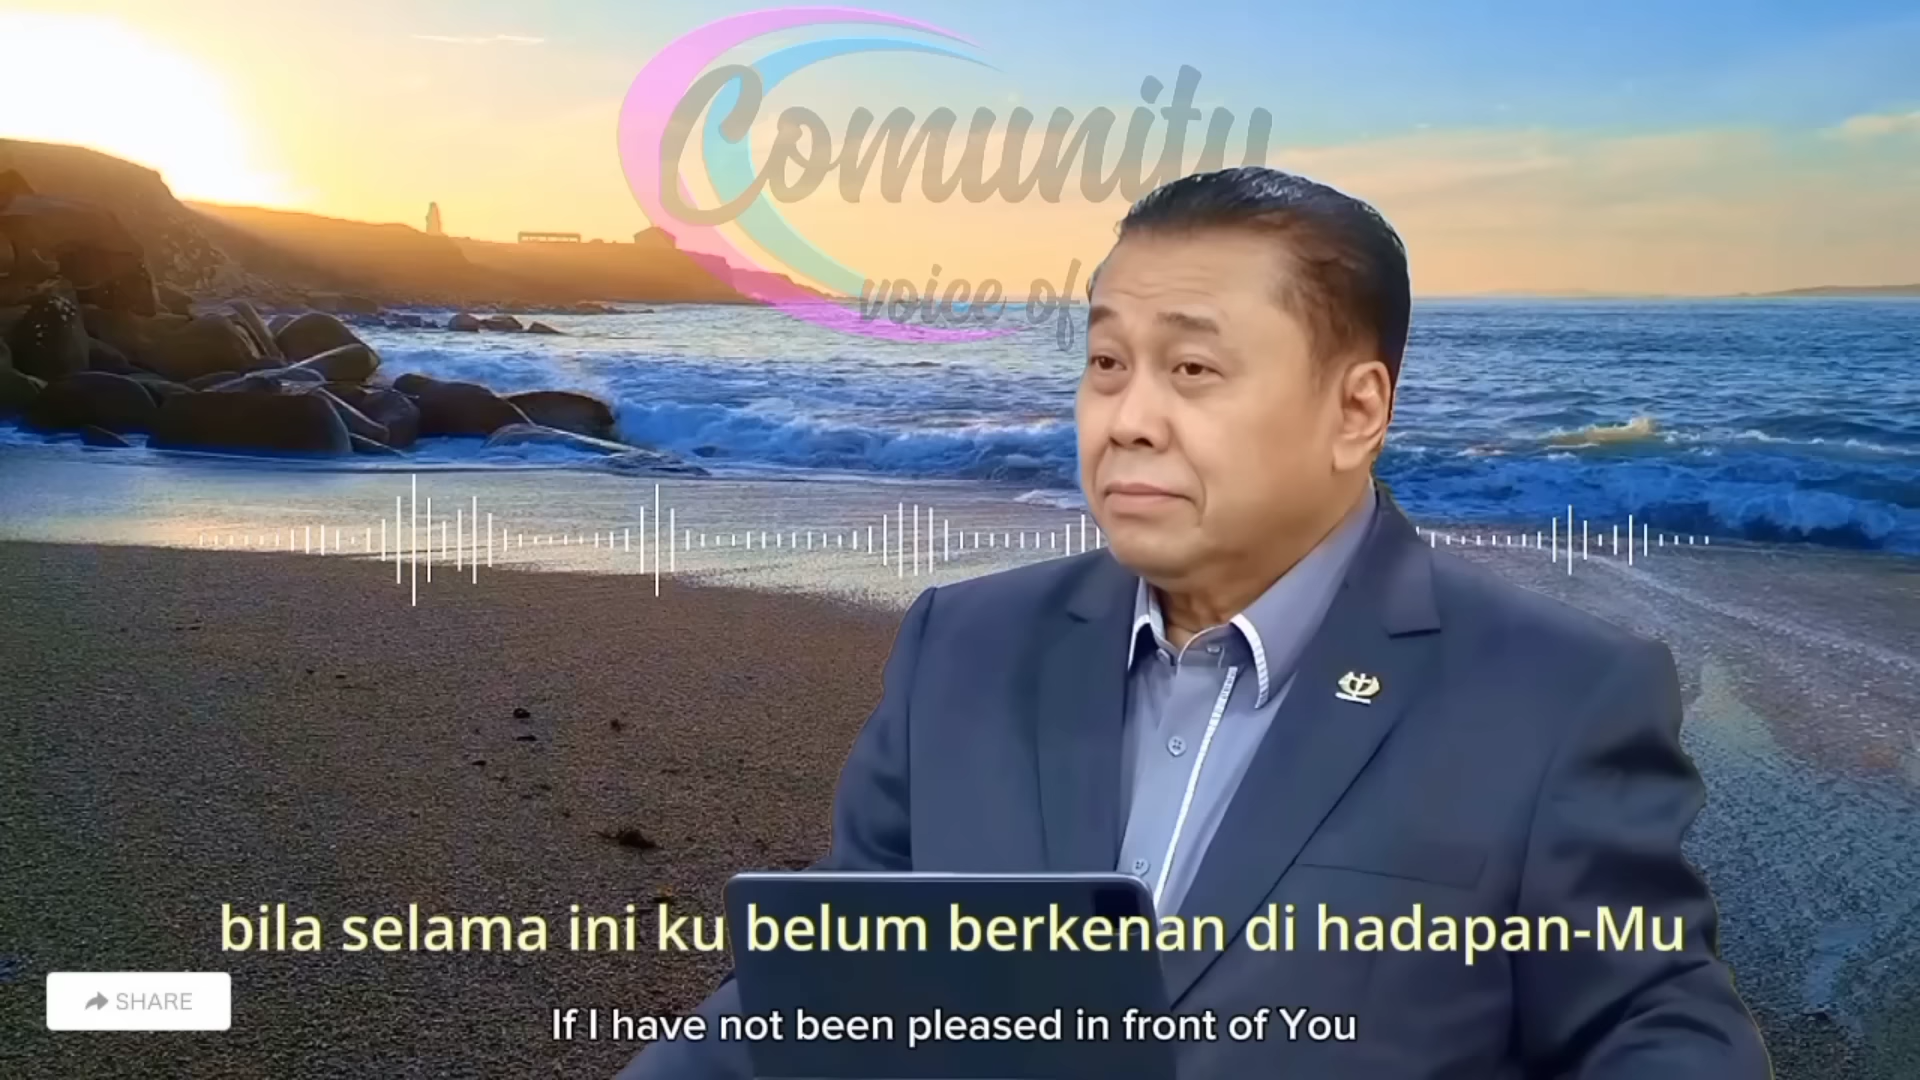 Comunity
voice of
bila selama ini ku belum berkenan di hadapan-Mu
SHARE
If I have not been pleased in front of You